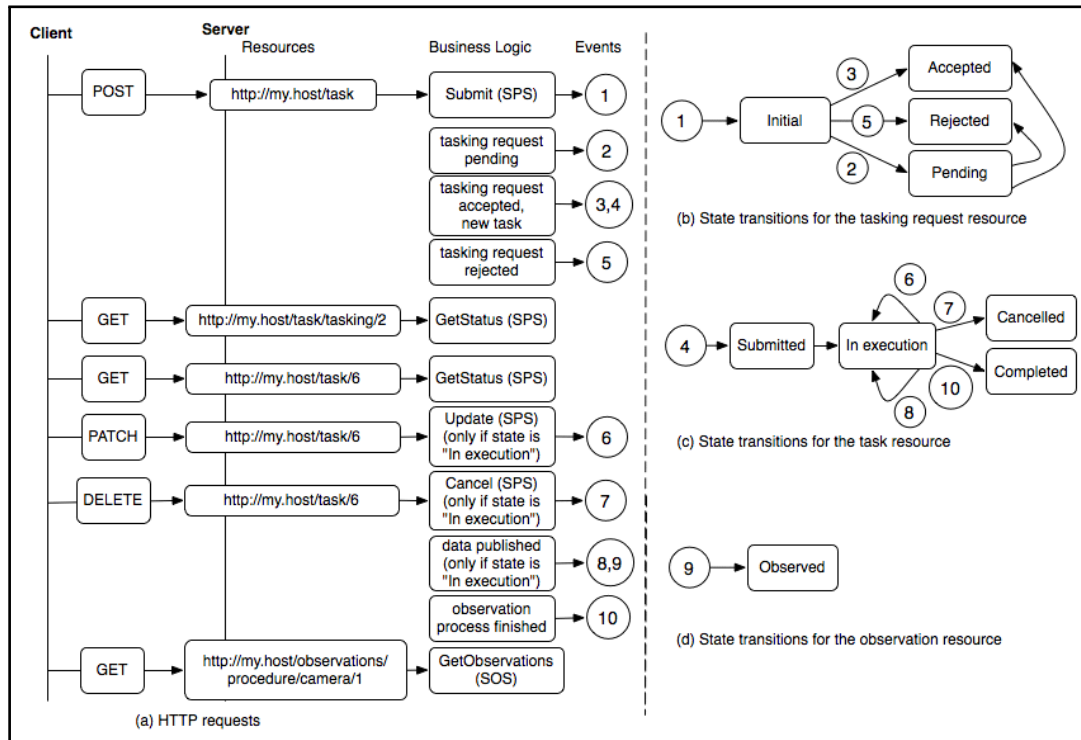 Client
Server
Resources
Business Logic
Events
POST
http://my.host/task
Submit (SPS)
1
tasking request
pending
2
tasking request
accepted,
new task
3,4
tasking request
rejected
5
GET
http://my.host/task/tasking/2
GetStatus (SPS)
GET
http://my.host/task/6
GetStatus (SPS)
PATCH
http://my.host/task/6
Update (SPS)
(only if state is
"In execution")
6
DELETE
http://my.host/task/6
Cancel (SPS)
(only if state is
"In execution")
7
data published
(only if state is
"In execution")
8,9
observation
process finished
10
GET
http://my.host/observations/
procedure/camera/1
GetObservations
(SOS)
(a) HTTP requests
1
Initial
3
Accepted
5
Rejected
2
Pending
(b) State transitions for the tasking request resource
4
Submitted
In execution
6
7
Cancelled
10
Completed
8
(c) State transitions for the task resource
9
Observed
(d) State transitions for the observation resource